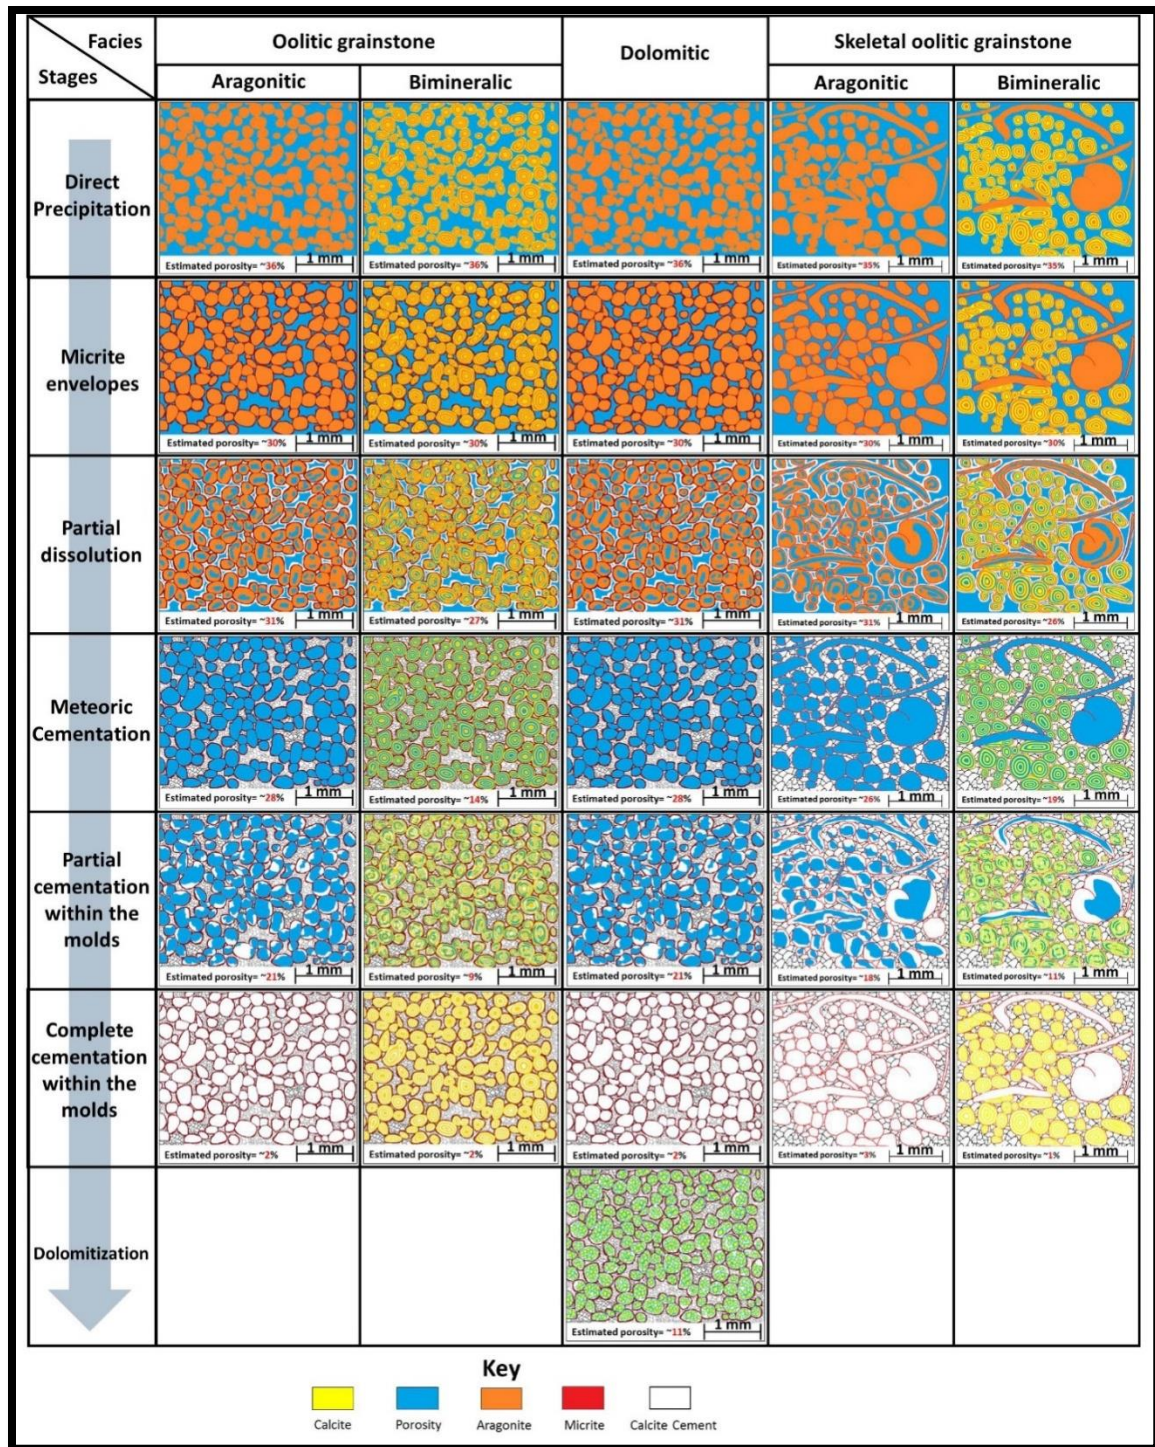 Facies
Stages
Oolitic grainstone
Dolomitic
Skeletal oolitic grainstone
Aragonitic
Bimineralic
Aragonitic
Bimineralic
Direct
Precipitation
Estimated porosity= ~36% 1 mm
Estimated porosity= ~36% 1 mm
Estimated porosity= ~36% 1 mm
Estimated porosity= ~35% 1 mm
Estimated porosity= ~35% 1 mm
Micrite
envelopes
Estimated porosity= ~30% 1 mm
Estimated porosity= ~30% 1 mm
Estimated porosity= ~30% 1 mm
Estimated porosity= ~30% 1 mm
Estimated porosity= ~30% 1 mm
Partial
dissolution
Estimated porosity= ~31% 1 mm
Estimated porosity= ~27% 1 mm
Estimated porosity= ~31% 1 mm
Estimated porosity= ~31% 1 mm
Estimated porosity= ~26% 1 mm
Meteoric
Cementation
Estimated porosity= ~28% 1 mm
Estimated porosity= ~14% 1 mm
Estimated porosity= ~28% 1 mm
Estimated porosity= ~26% 1 mm
Estimated porosity= ~19% 1 mm
Partial
cementation
within the
molds
Estimated porosity= ~21% 1 mm
Estimated porosity= ~9% 1 mm
Estimated porosity= ~21% 1 mm
Estimated porosity= ~18% 1 mm
Estimated porosity= ~11% 1 mm
Complete
cementation
within the
molds
Estimated porosity= ~2% 1 mm
Estimated porosity= ~2% 1 mm
Estimated porosity= ~2% 1 mm
Estimated porosity= ~3% 1 mm
Estimated porosity= ~1% 1 mm
Dolomitization
Estimated porosity= ~11% 1 mm
Key
Calcite
Porosity
Aragonite
Micrite
Calcite Cement